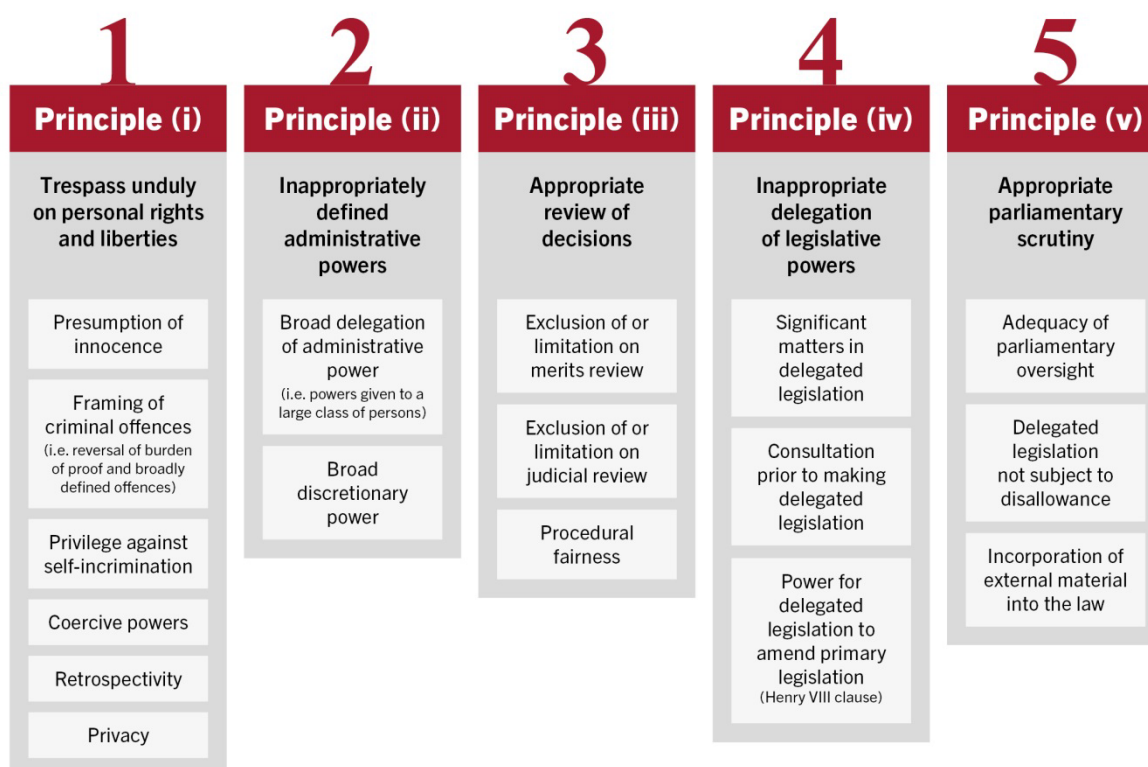 1
Principle (i)
Trespass unduly
on personal rights
and liberties
Presumption of
innocence
Framing of
criminal offences
(i.e. reversal of burden
of proof and broadly
defined offences)
Privilege against
self-incrimination
Coercive powers
Retrospectivity
Privacy
2
Principle (ii)
Inappropriately
defined
administrative
powers
Broad delegation
of administrative
power
(i.e. powers given to a
large class of persons)
Broad
discretionary
power
3
Principle (iii)
Appropriate
review of
decisions
Exclusion of or
limitation on
merits review
Exclusion of or
limitation on
judicial review
Procedural
fairness
4
Principle (iv)
Inappropriate
delegation
of legislative
powers
Significant
matters in
delegated
legislation
Consultation
prior to making
delegated
legislation
Power for
delegated
legislation to
amend primary
legislation
(Henry VIII clause)
5
Principle (v)
Appropriate
parliamentary
scrutiny
Adequacy of
parliamentary
oversight
Delegated
legislation
not subject to
disallowance
Incorporation of
external material
into the law